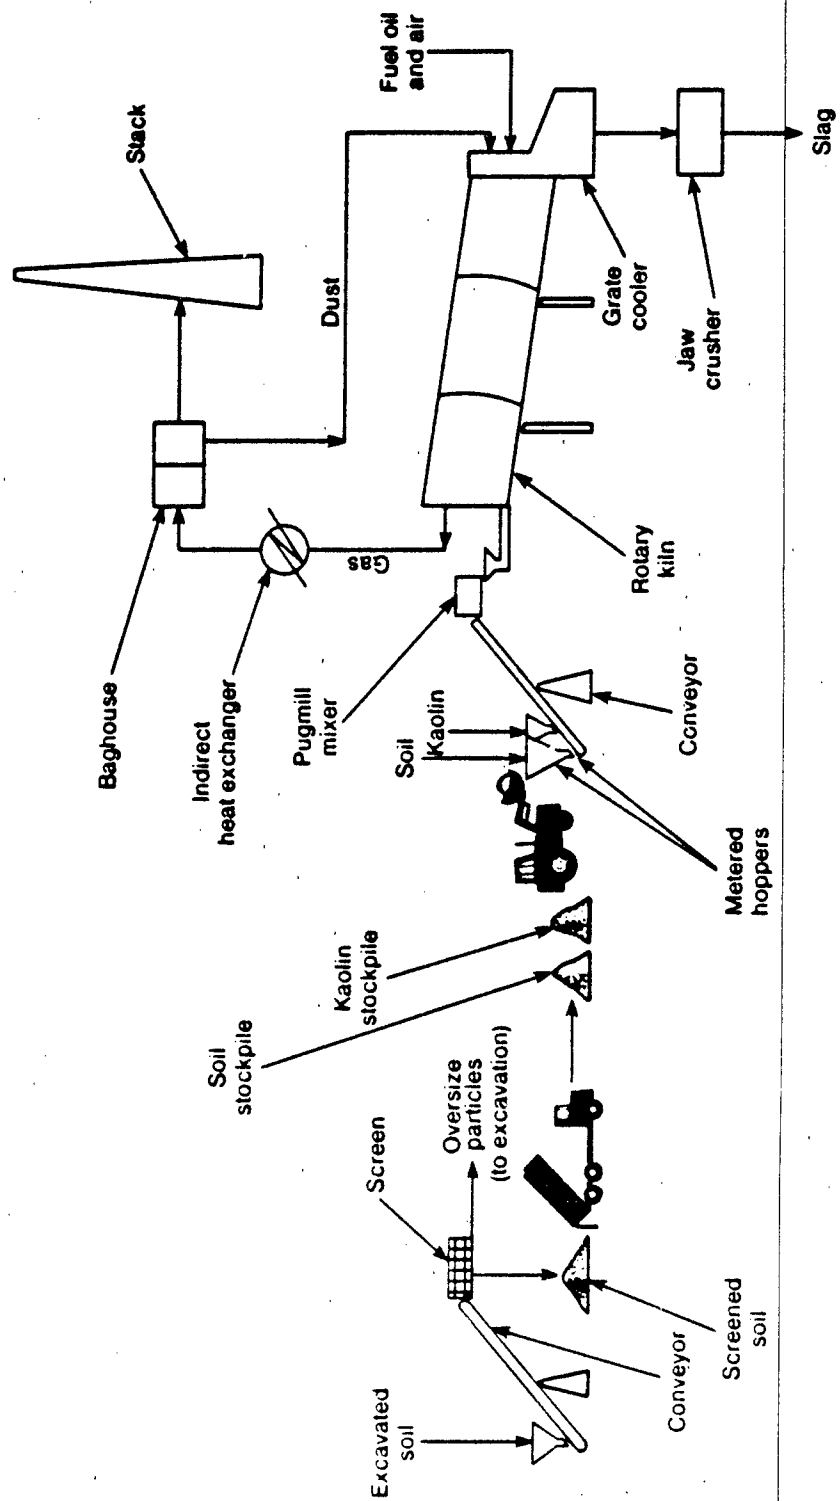 Excavated
soil
Conveyor
Screened
soil
Screen
Oversize
particles
(to excavation)
Soil
stockpile
Kaolin
stockpile
Metered
hoppers
Soil
Kaolin
Conveyor
Pugmill
mixer
Indirect
heat exchanger
Baghouse
Gas
Rotary
kiln
Dust
Stack
Fuel oil
and air
Grate
cooler
Jaw
crusher
Slag